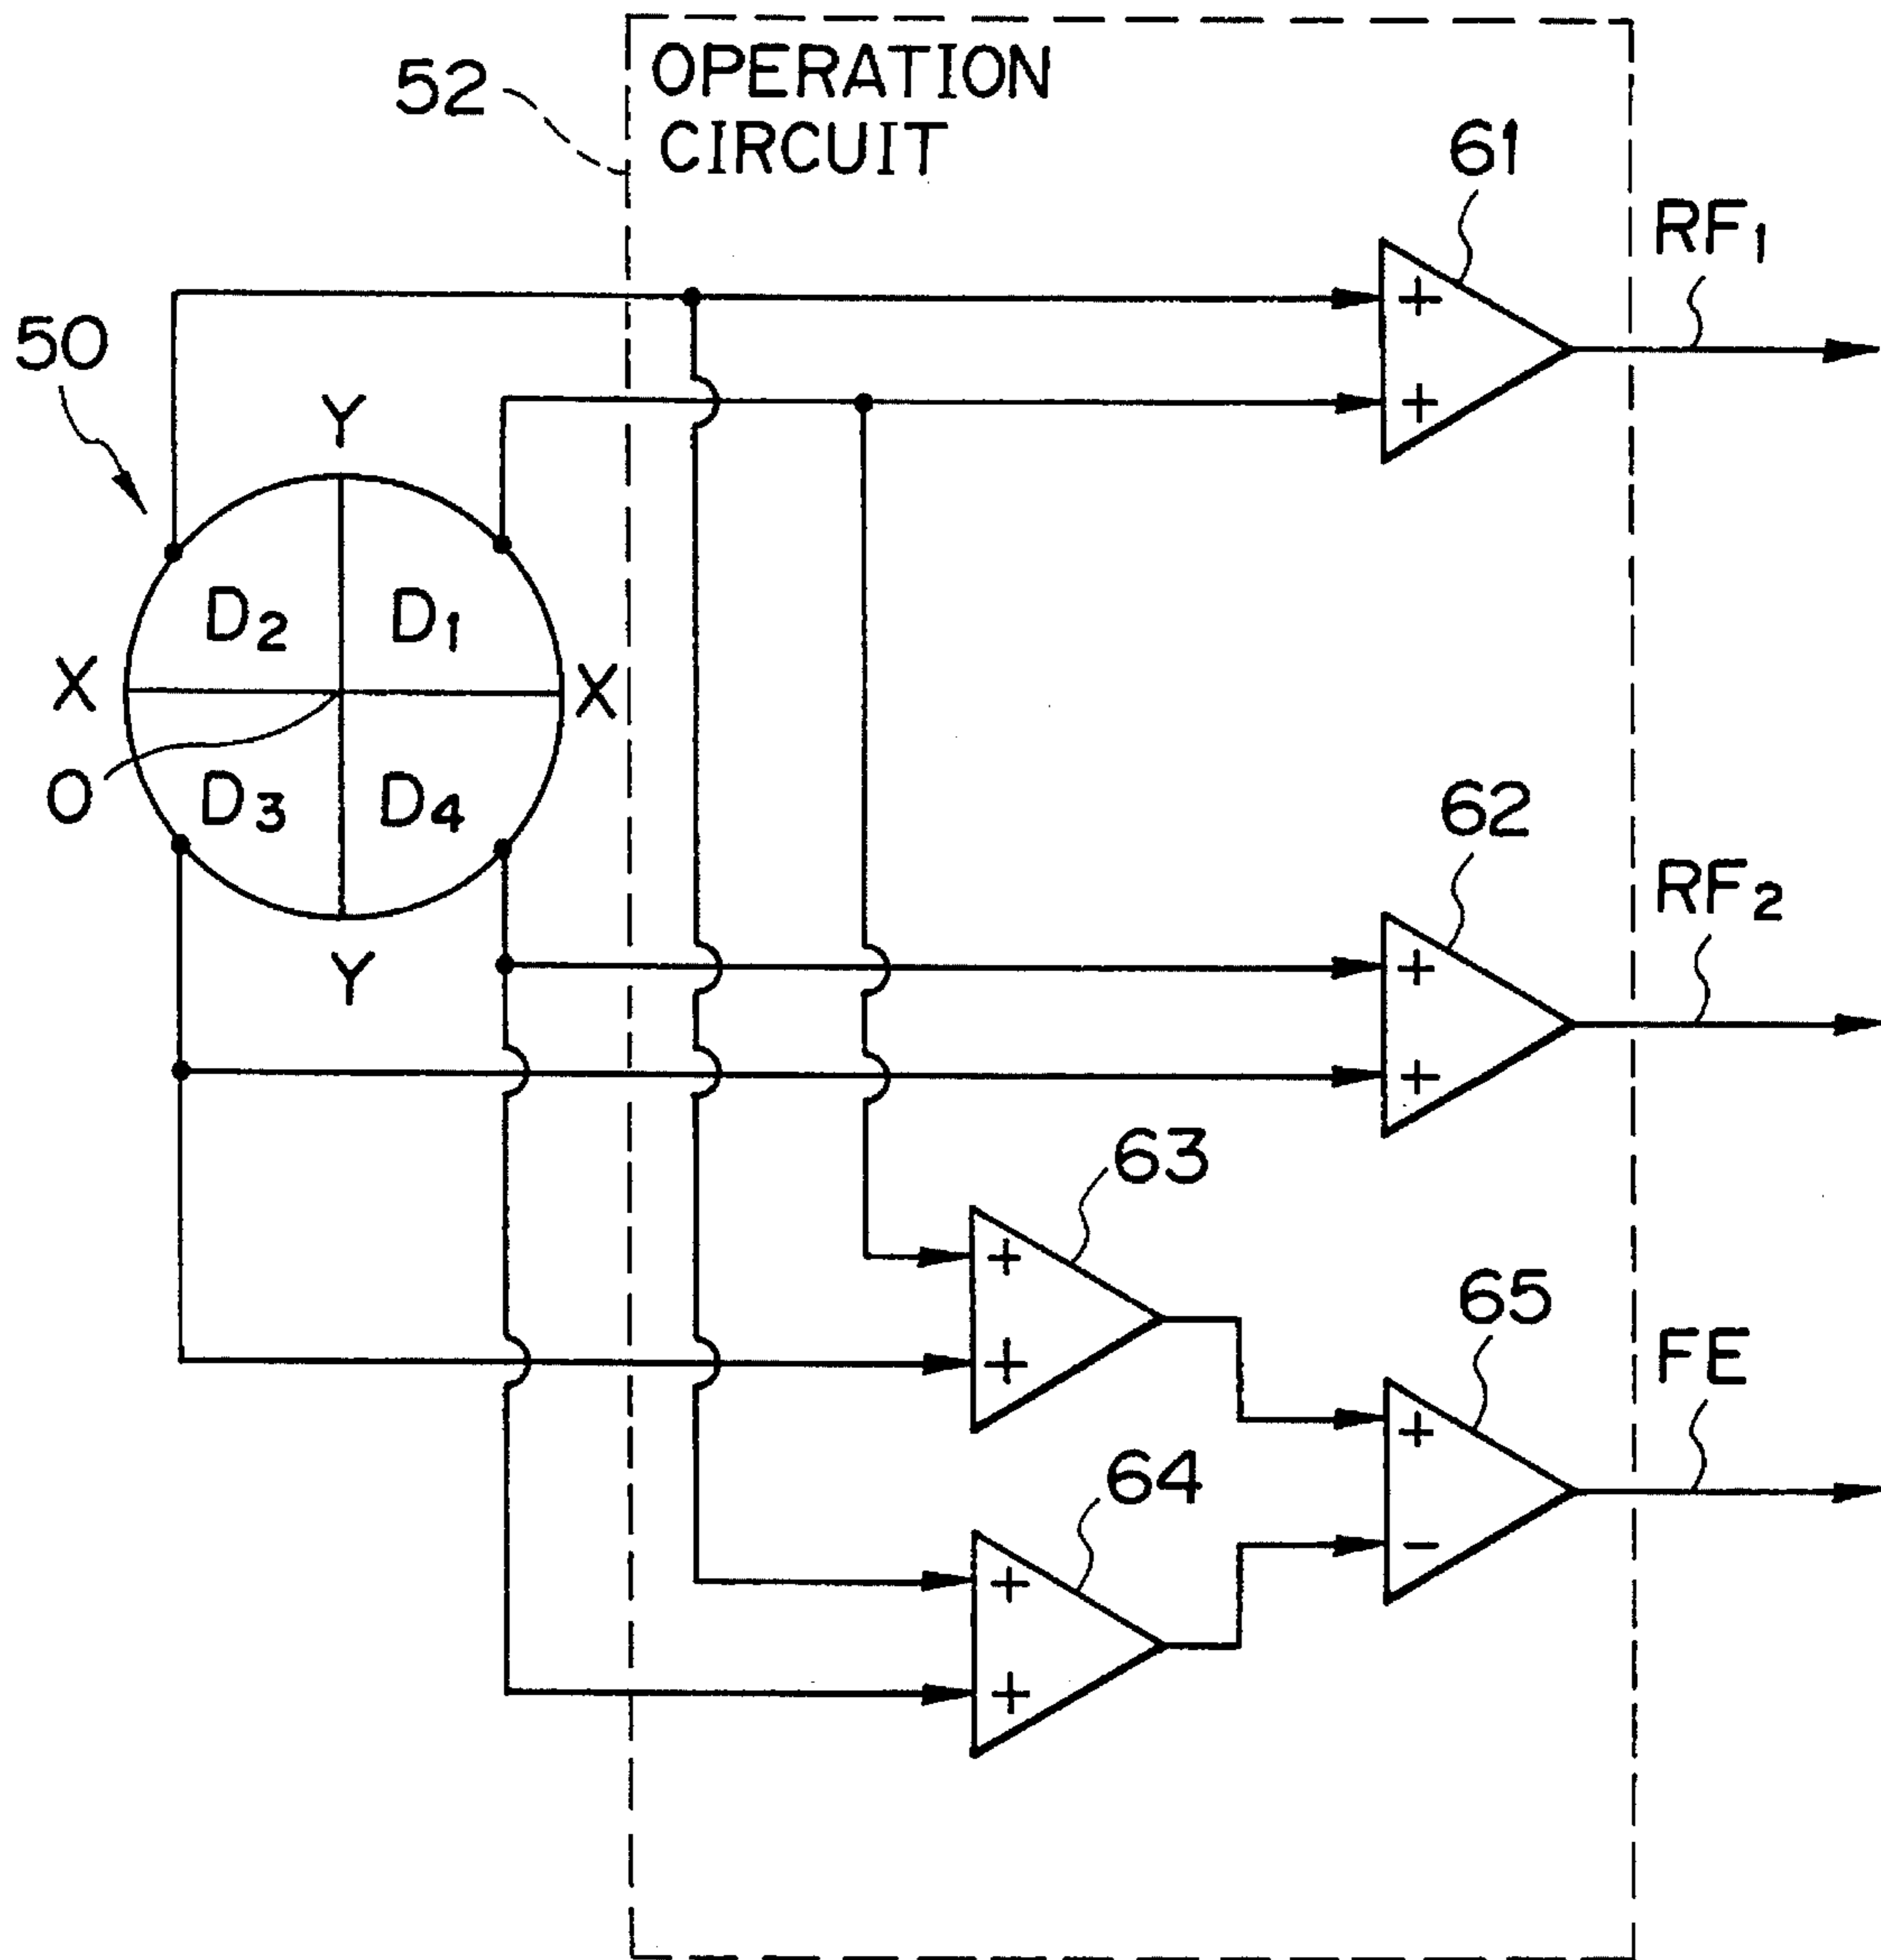 OPERATION
CIRCUIT
52
61
RF1
50
Y
D2
D1
X
X
O
D3
D4
Y
62
RF2
63
65
FE
64
+
+
+
+
+
+
+
-
+
+